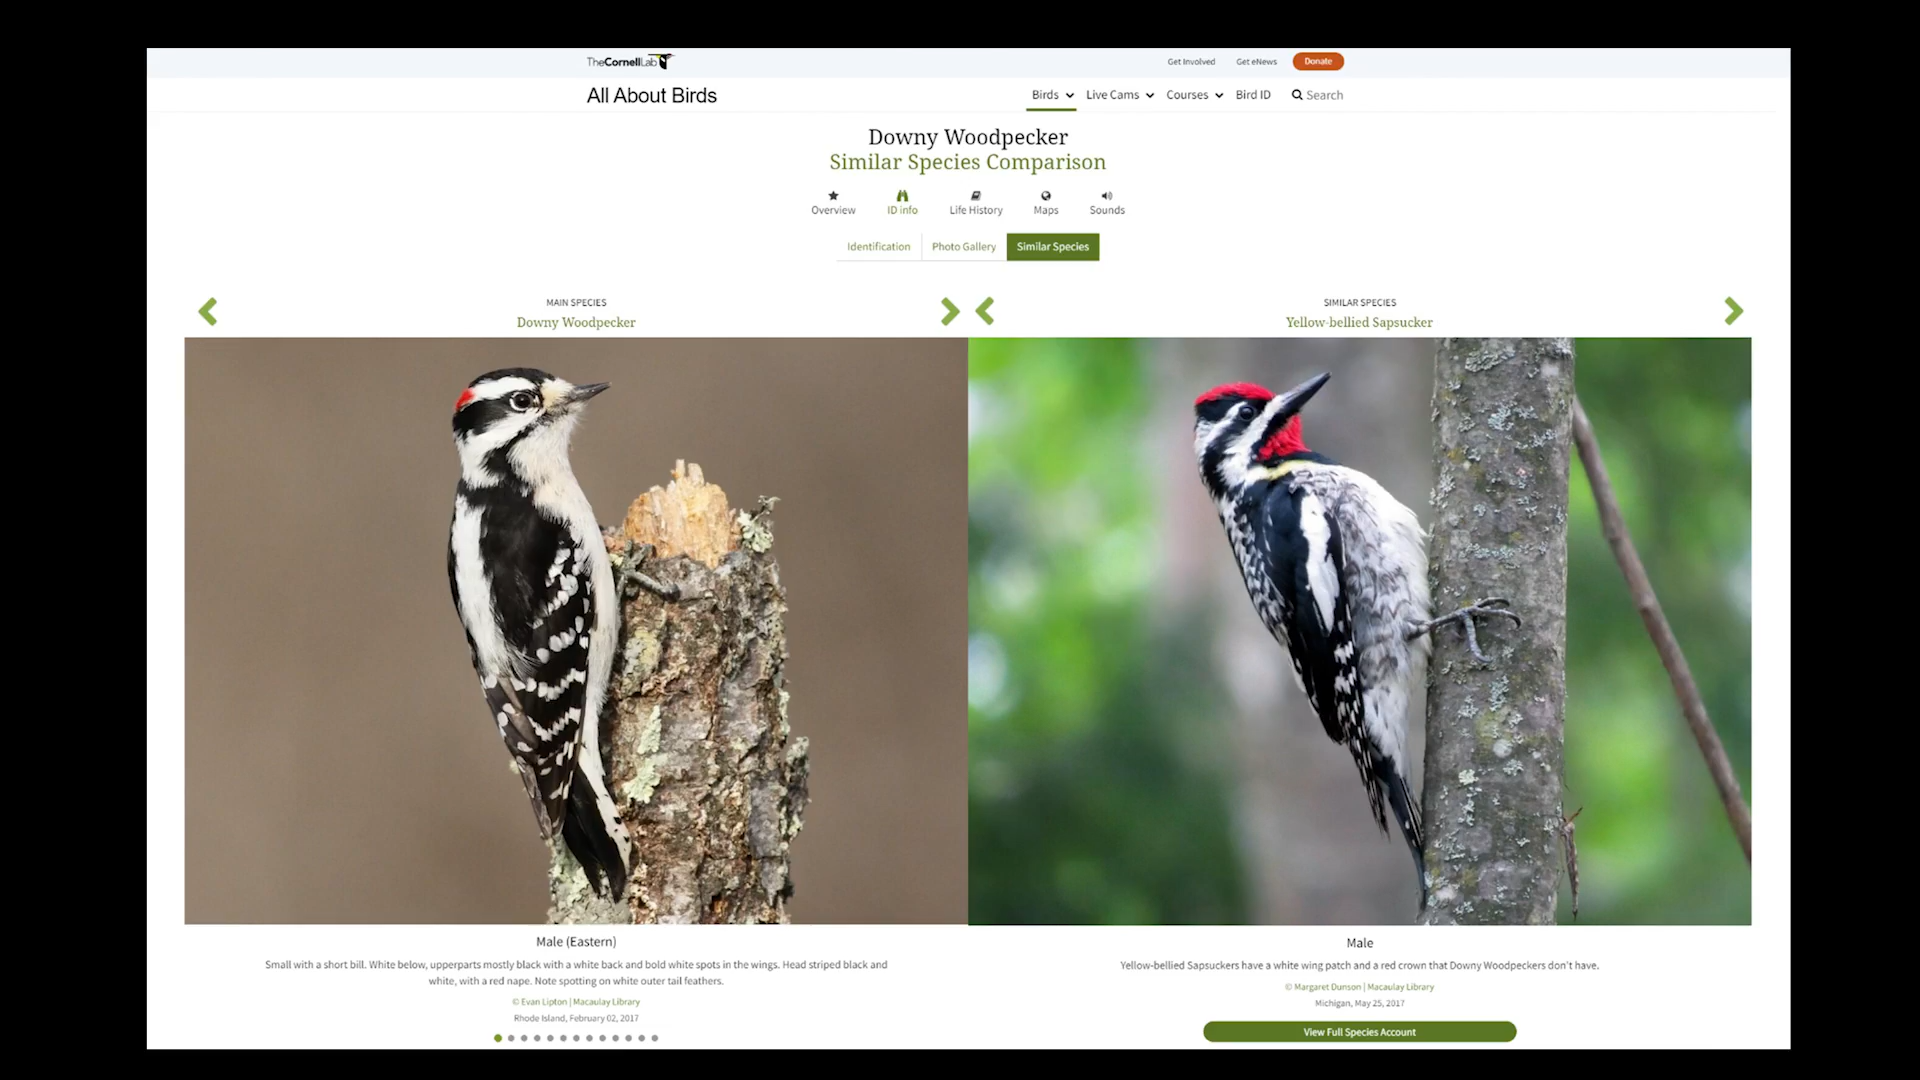 TheCornellLab
Get Involved
Get eNews
Donate
All About Birds
Birds
Live Cams
Courses
Bird ID
Search
Downy Woodpecker
Similar Species Comparison
Overview
ID info
Life History
Maps
Sounds
Identification
Photo Gallery
Similar Species
MAIN SPECIES
Downy Woodpecker
SIMILAR SPECIES
Yellow-bellied Sapsucker
Male (Eastern)
Small with a short bill. White below, upperparts mostly black with a white back and bold white spots in the wings. Head striped black and
white, with a red nape. Note spotting on white outer tail feathers.
© Evan Lipton | Macaulay Library
Rhode Island, February 02, 2017
Male
Yellow-bellied Sapsuckers have a white wing patch and a red crown that Downy Woodpeckers don't have.
© Margaret Dunson | Macaulay Library
Michigan, May 25, 2017
View Full Species Account